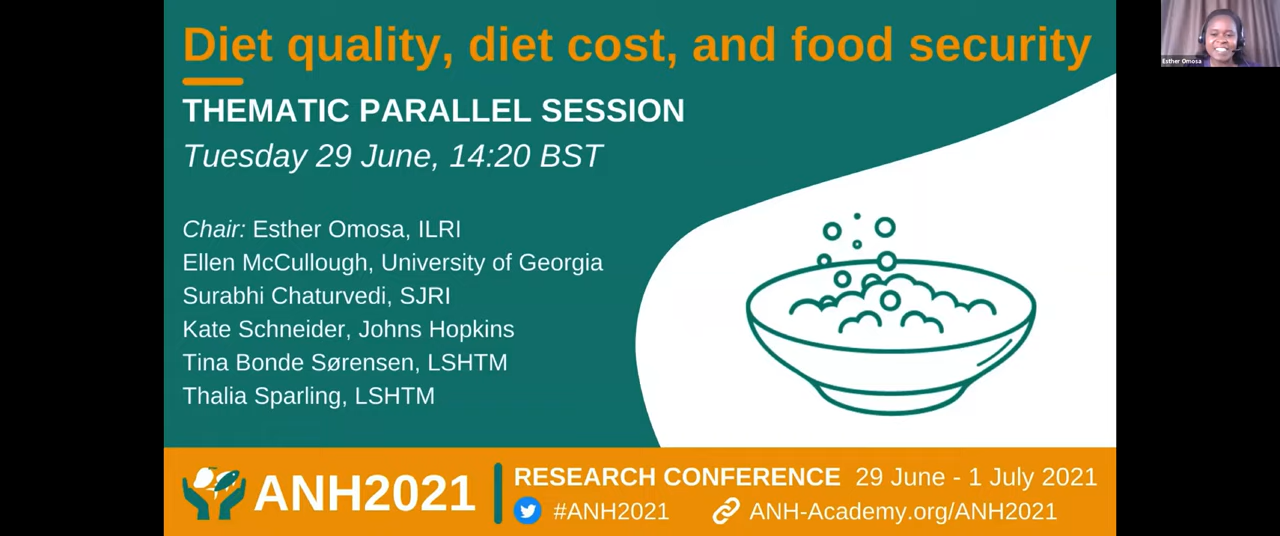 Diet quality, diet cost, and food security
THEMATIC PARALLEL SESSION
Tuesday 29 June, 14:20 BST
Chair: Esther Omosa, ILRI
Ellen McCullough, University of Georgia
Surabhi Chaturvedi, SJRI
Kate Schneider, Johns Hopkins
Tina Bonde Sørensen, LSHTM
Thalia Sparling, LSHTM
ANH2021
RESEARCH CONFERENCE 29 June - 1 July 2021
#ANH2021 ANH-Academy.org/ANH2021
Esther Omosa